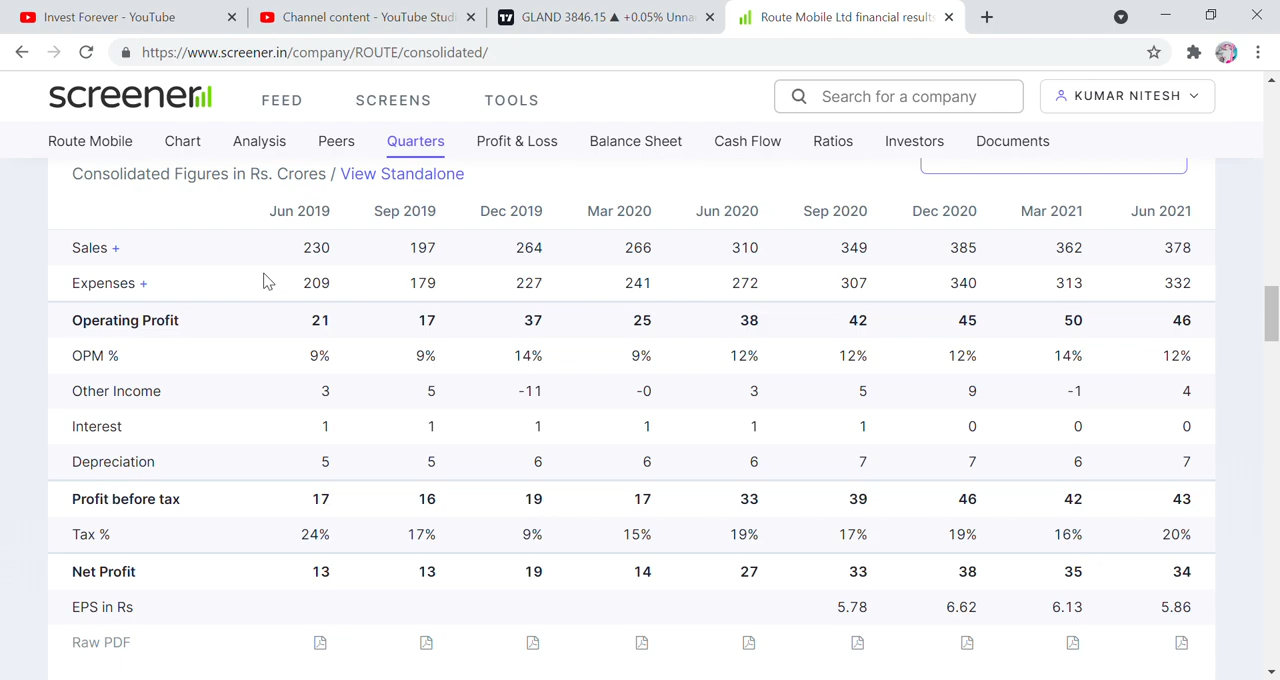 Invest Forever - YouTube
Channel content - YouTube Studi
GLAND 3846.15 ▲ +0.05% Unna
Route Mobile Ltd financial results
https://www.screener.in/company/ROUTE/consolidated/
screener
FEED SCREENS TOOLS
Search for a company
KUMAR NITESH
Route Mobile Chart Analysis Peers Quarters Profit & Loss Balance Sheet Cash Flow Ratios Investors Documents
Consolidated Figures in Rs. Crores / View Standalone
Jun 2019 Sep 2019 Dec 2019 Mar 2020 Jun 2020 Sep 2020 Dec 2020 Mar 2021 Jun 2021
Sales + 230 197 264 266 310 349 385 362 378
Expenses + 209 179 227 241 272 307 340 313 332
Operating Profit 21 17 37 25 38 42 45 50 46
OPM % 9% 9% 14% 9% 12% 12% 12% 14% 12%
Other Income 3 5 -11 -0 3 5 9 -1 4
Interest 1 1 1 1 1 1 0 0 0
Depreciation 5 5 6 6 6 7 7 6 7
Profit before tax 17 16 19 17 33 39 46 42 43
Tax % 24% 17% 9% 15% 19% 17% 19% 16% 20%
Net Profit 13 13 19 14 27 33 38 35 34
EPS in Rs 5.78 6.62 6.13 5.86
Raw PDF